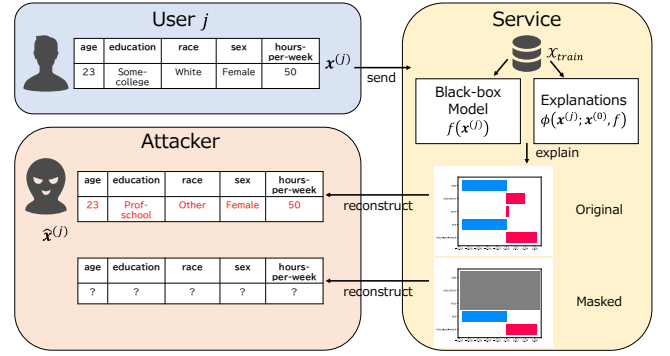 User j
age education race sex hours-
per-week
23 Some-
college White Female 50
x^(j)
send
Service
X_train
Black-box
Model
f(x^(j))
Explanations
ϕ(x^(j); x^(0), f)
explain
Original
Masked
Attacker
age education race sex hours-
per-week
23 Prof-
school Other Female 50
reconstruct
x̂^(j)
age education race sex hours-
per-week
? ? ? ? ?
reconstruct